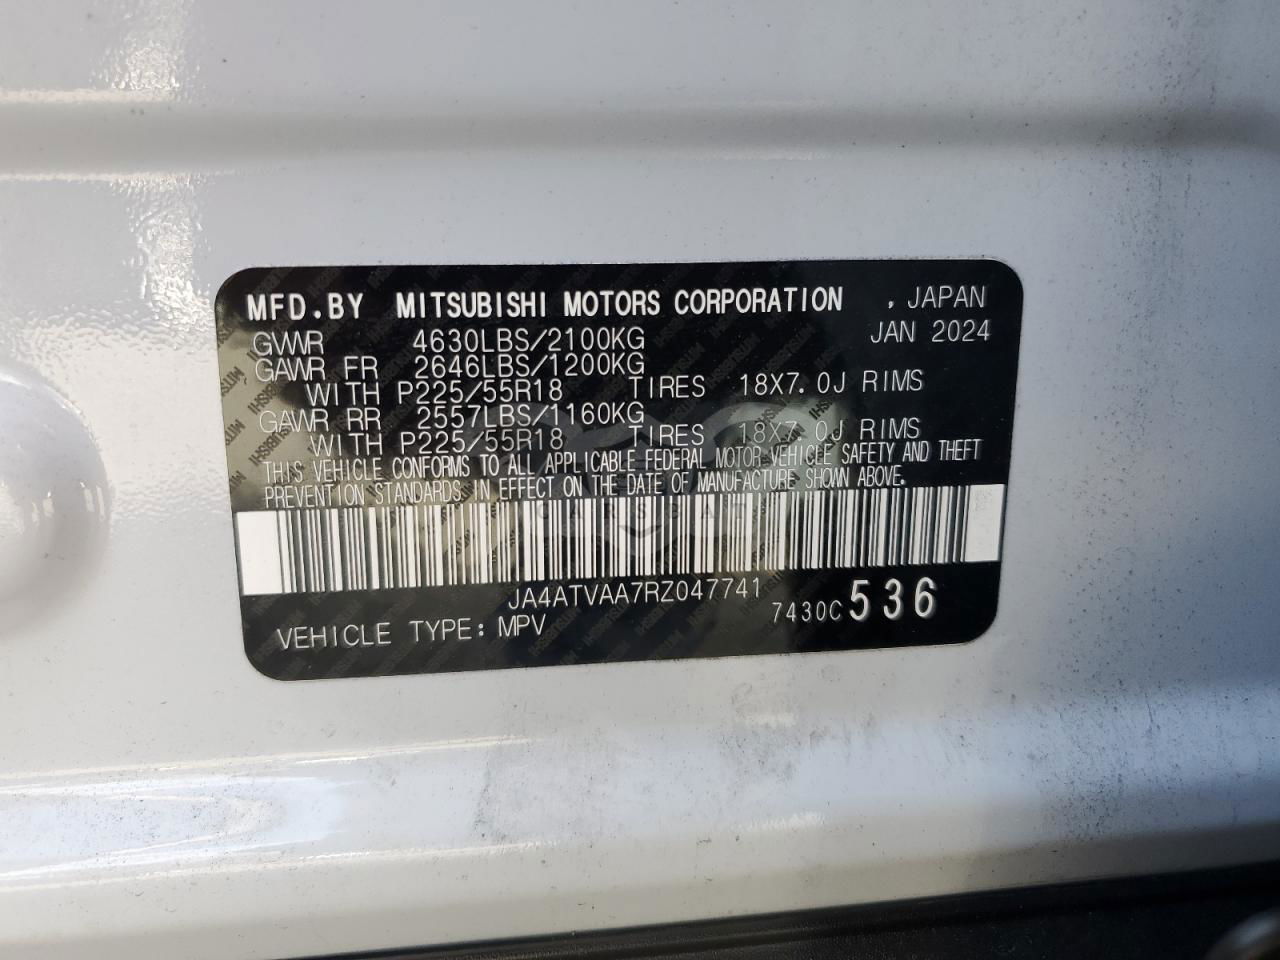 MFD.BY MITSUBISHI MOTORS CORPORATION , JAPAN
GVWR 4630LBS/2100KG JAN 2024
GAWR FR 2646LBS/1200KG
WITH P225/55R18 TIRES 18X7.0J RIMS
GAWR RR 2557LBS/1160KG
WITH P225/55R18 TIRES 18X7.0J RIMS
THIS VEHICLE CONFORMS TO ALL APPLICABLE FEDERAL MOTOR VEHICLE SAFETY AND THEFT
PREVENTION STANDARDS IN EFFECT ON THE DATE OF MANUFACTURE SHOWN ABOVE.
JA4ATVAA7RZ047741
7430C 536
VEHICLE TYPE: MPV